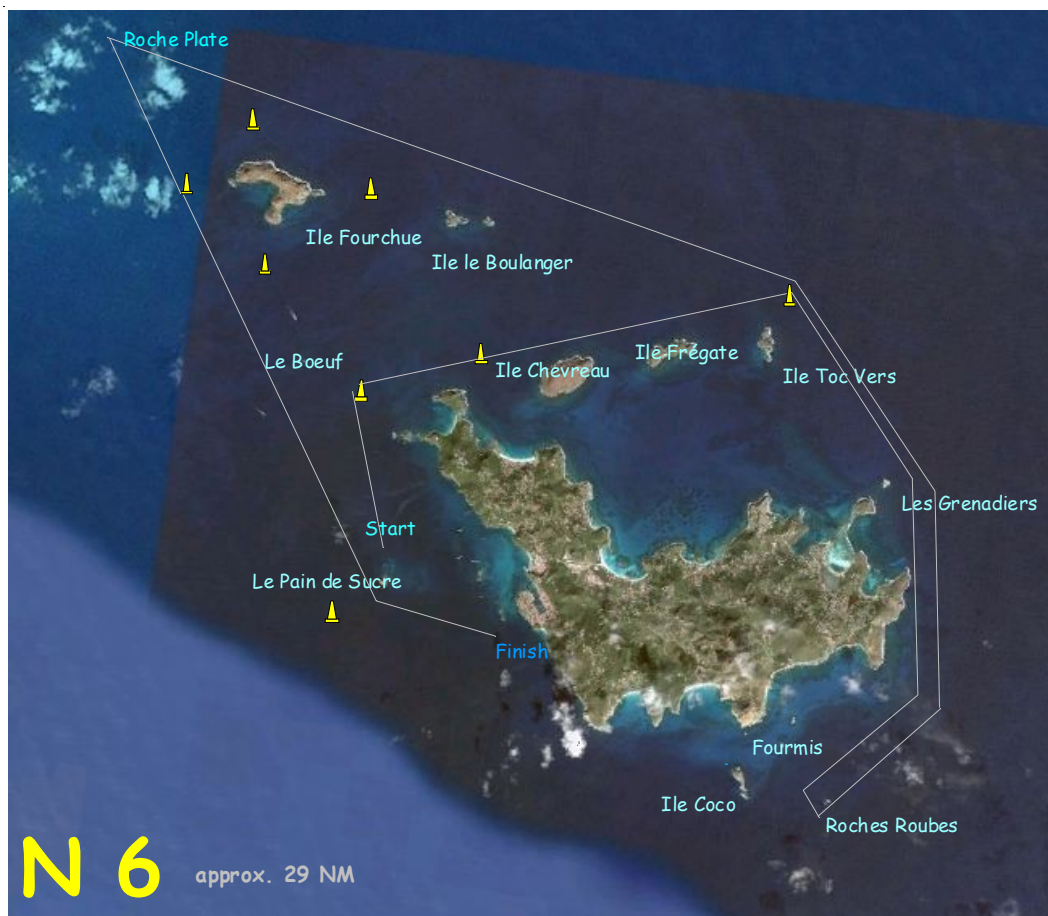 Roche Plate
Ile Fourchue
Ile le Boulanger
Le Boeuf
Ile Chevreau
Ile Frégate
Ile Toc Vers
Les Grenadiers
Start
Le Pain de Sucre
Finish
Fourmis
Ile Coco
Roches Roubes
N 6
approx. 29 NM